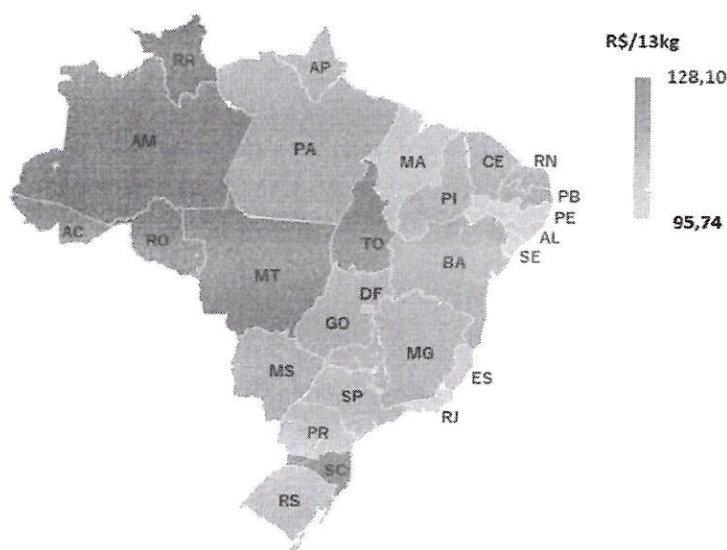 R$/13kg
128,10
95,74
RR
AP
AM
PA
MA
CE
RN
PB
PE
AL
SE
PI
AC
RO
TO
MT
BA
DF
GO
MG
MS
ES
SP
RJ
PR
SC
RS